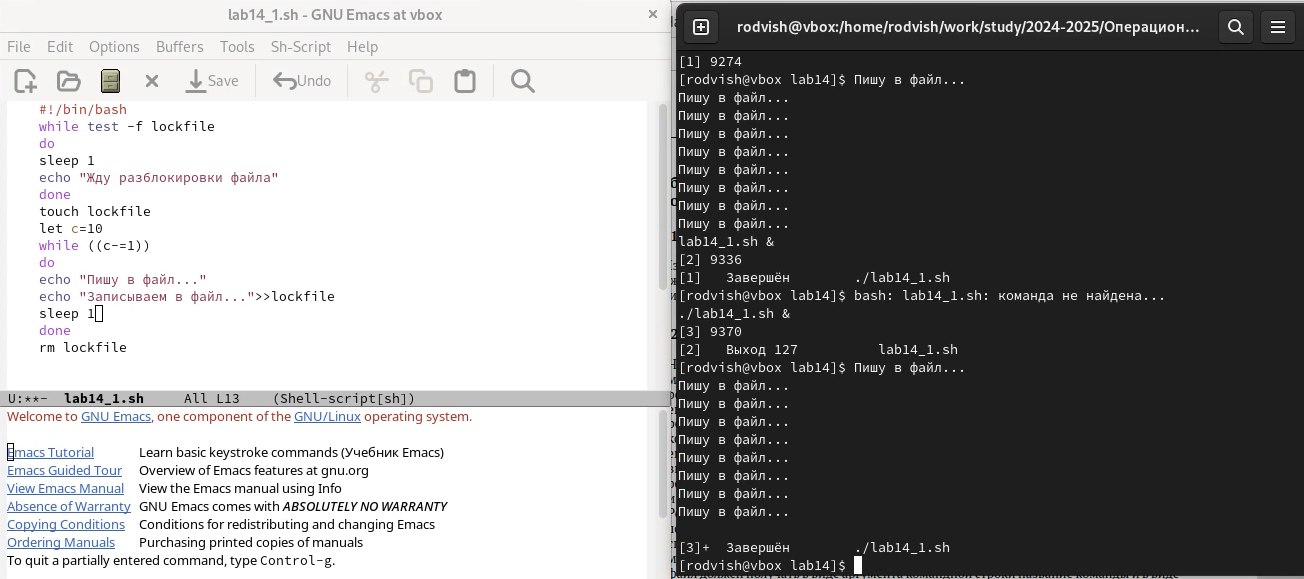 lab14_1.sh - GNU Emacs at vbox
File Edit Options Buffers Tools Sh-Script Help
Save Undo
#!/bin/bash
while test -f lockfile
do
sleep 1
echo "Жду разблокировки файла"
done
touch lockfile
let c=10
while ((c-=1))
do
echo "Пишу в файл..."
echo "Записываем в файл...">>lockfile
sleep 1
done
rm lockfile
U:**- lab14_1.sh All L13 (Shell-script[sh])
Welcome to GNU Emacs, one component of the GNU/Linux operating system.
Emacs Tutorial Learn basic keystroke commands (Учебник Emacs)
Emacs Guided Tour Overview of Emacs features at gnu.org
View Emacs Manual View the Emacs manual using Info
Absence of Warranty GNU Emacs comes with ABSOLUTELY NO WARRANTY
Copying Conditions Conditions for redistributing and changing Emacs
Ordering Manuals Purchasing printed copies of manuals
To quit a partially entered command, type Control-g.
rodvish@vbox:/home/rodvish/work/study/2024-2025/Операцион...
[1] 9274
[rodvish@vbox lab14]$ Пишу в файл...
Пишу в файл...
Пишу в файл...
Пишу в файл...
Пишу в файл...
Пишу в файл...
Пишу в файл...
Пишу в файл...
Пишу в файл...
lab14_1.sh &
[2] 9336
[1] Завершён ./lab14_1.sh
[rodvish@vbox lab14]$ bash: lab14_1.sh: команда не найдена...
./lab14_1.sh &
[3] 9370
[2] Выход 127 lab14_1.sh
[rodvish@vbox lab14]$ Пишу в файл...
Пишу в файл...
Пишу в файл...
Пишу в файл...
Пишу в файл...
Пишу в файл...
Пишу в файл...
Пишу в файл...
Пишу в файл...
[3]+ Завершён ./lab14_1.sh
[rodvish@vbox lab14]$